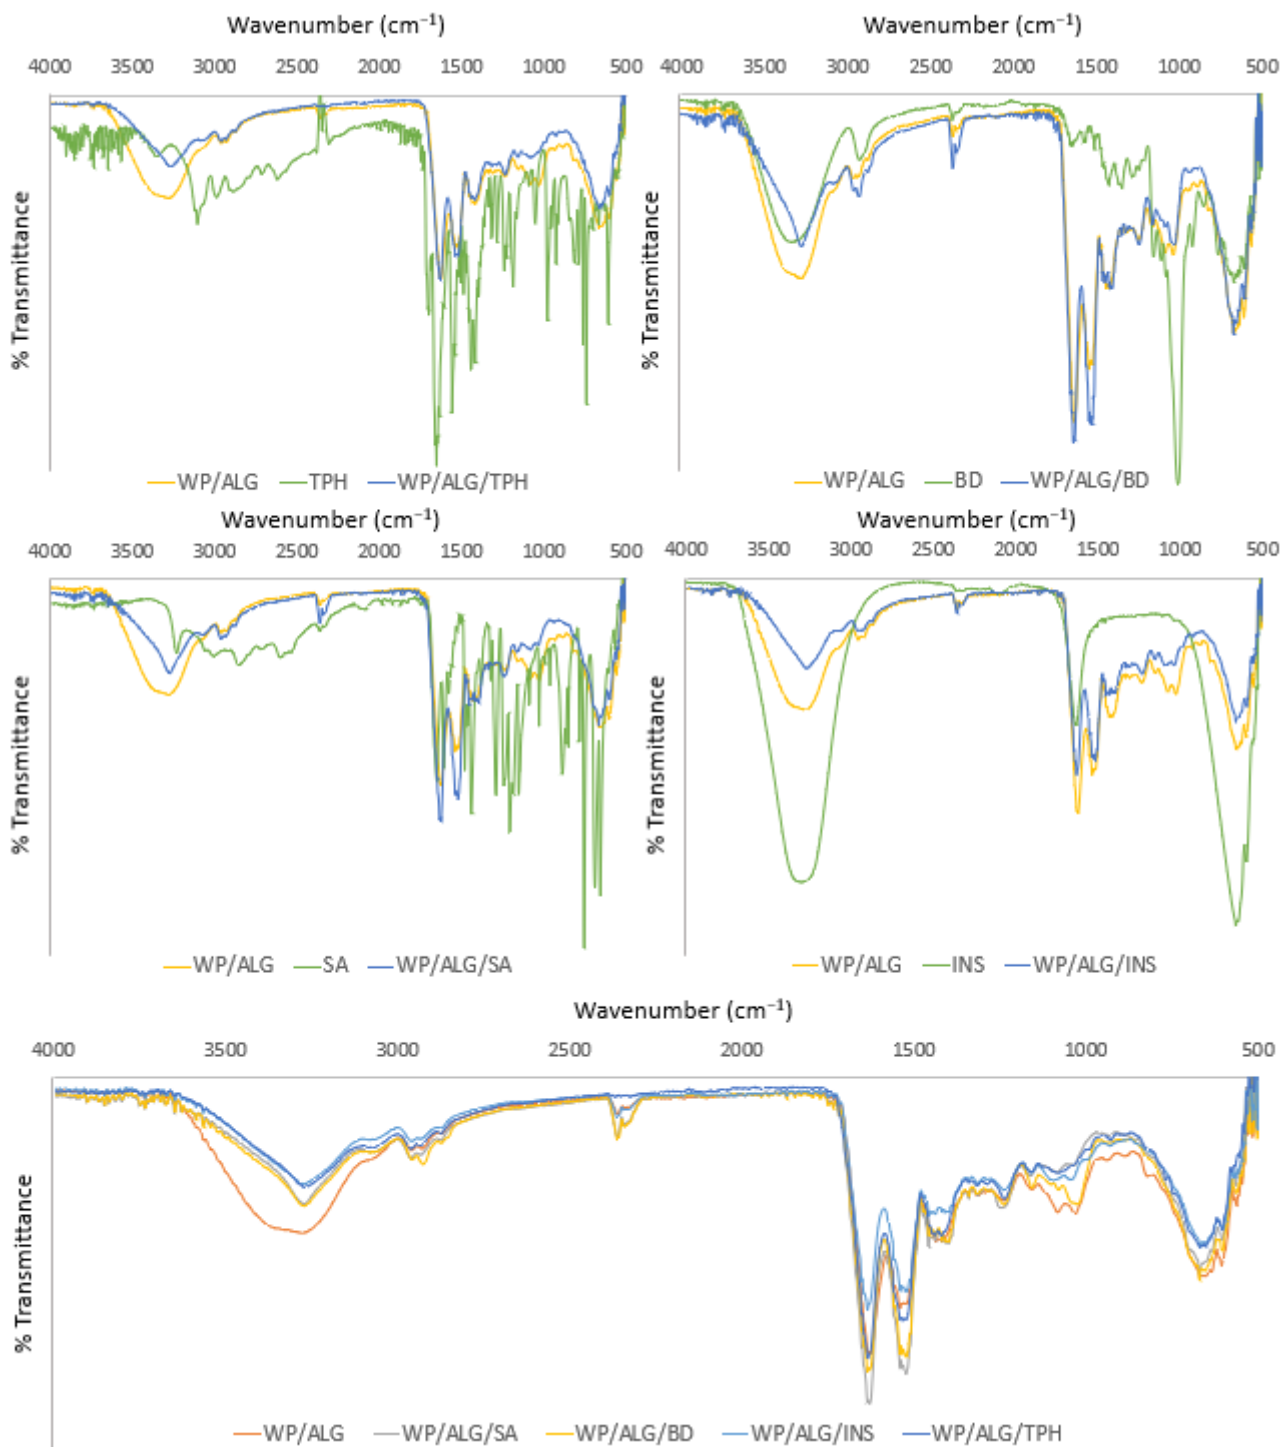 Wavenumber (cm⁻¹)
4000 3500 3000 2500 2000 1500 1000 500
% Transmittance
WP/ALG TPH WP/ALG/TPH
Wavenumber (cm⁻¹)
4000 3500 3000 2500 2000 1500 1000 500
% Transmittance
WP/ALG BD WP/ALG/BD
Wavenumber (cm⁻¹)
4000 3500 3000 2500 2000 1500 1000 500
% Transmittance
WP/ALG SA WP/ALG/SA
Wavenumber (cm⁻¹)
4000 3500 3000 2500 2000 1500 1000 500
% Transmittance
WP/ALG INS WP/ALG/INS
Wavenumber (cm⁻¹)
4000 3500 3000 2500 2000 1500 1000 500
% Transmittance
WP/ALG WP/ALG/SA WP/ALG/BD WP/ALG/INS WP/ALG/TPH